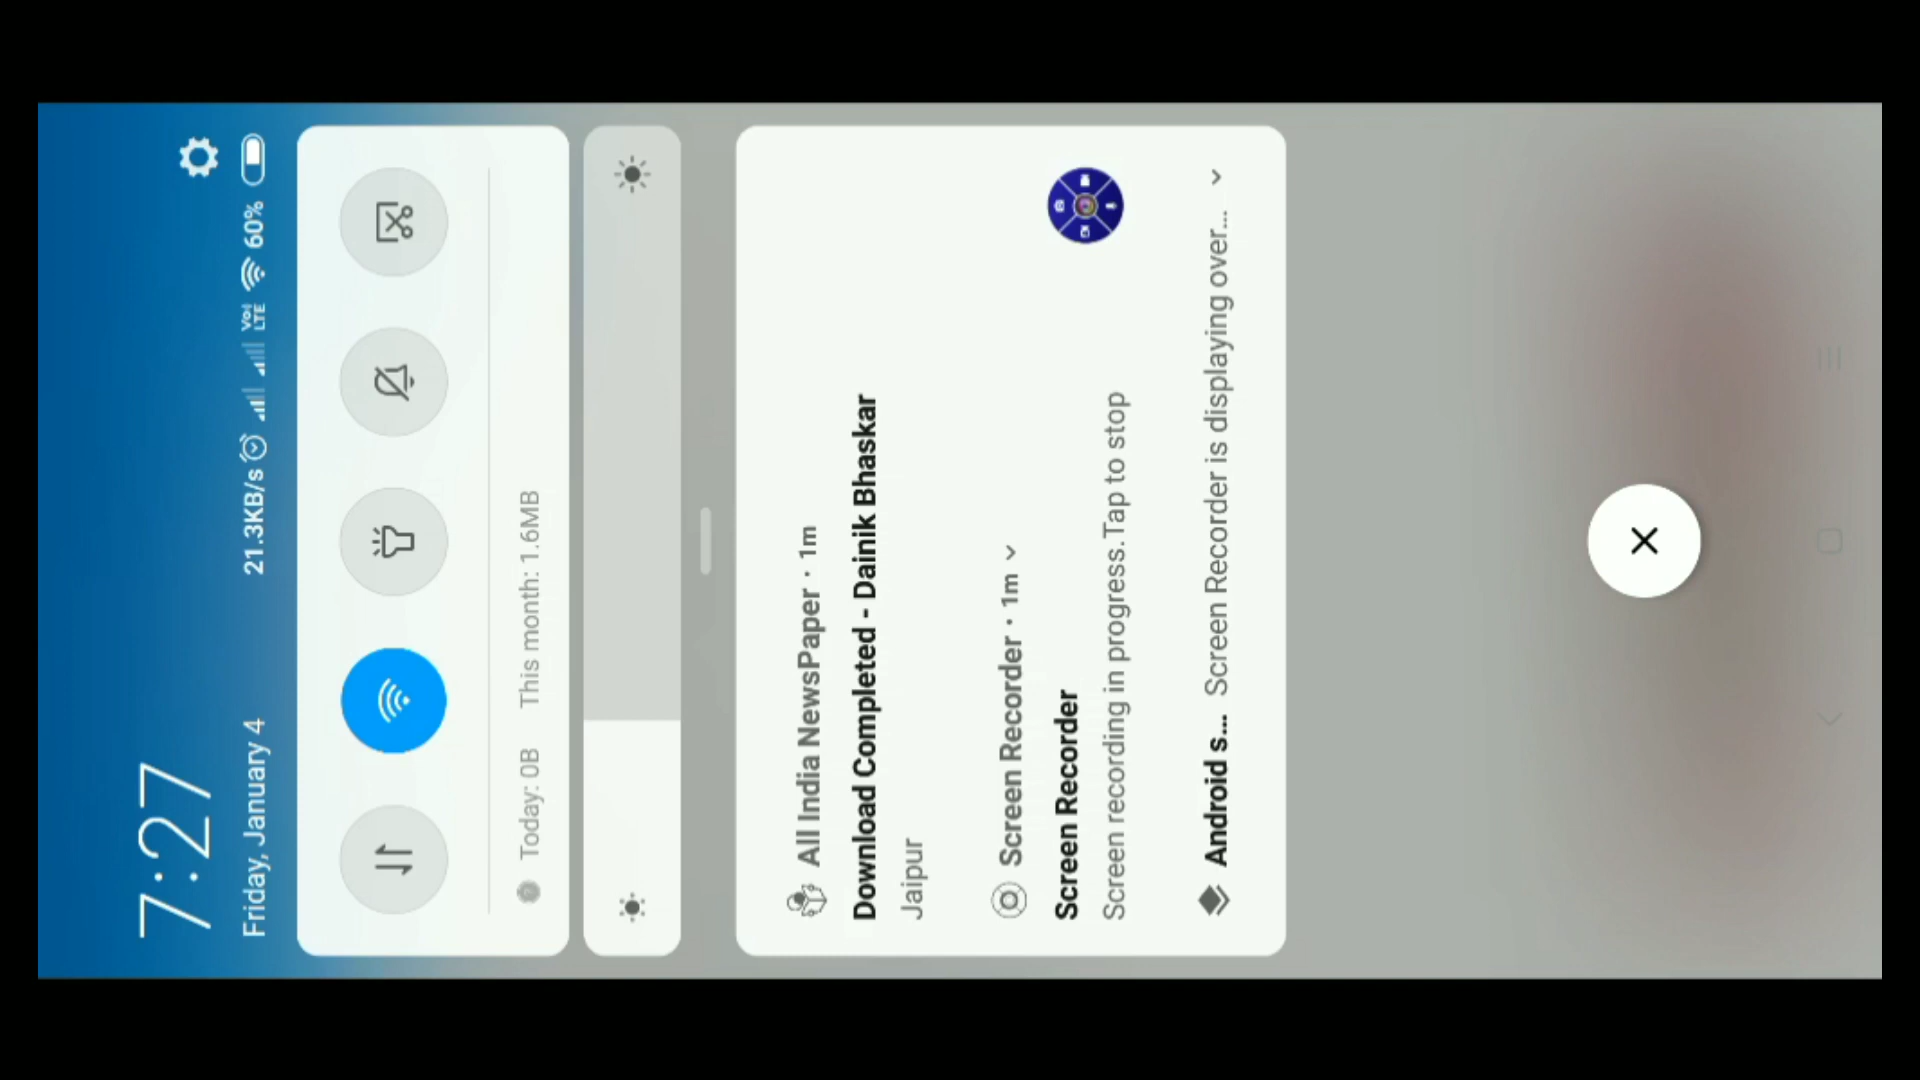 7:27
Friday, January 4
21.3KB/s Vo) LTE 60%
Today: 0B This month: 1.6MB
All India NewsPaper · 1m
Download Completed - Dainik Bhaskar
Jaipur
Screen Recorder · 1m
Screen Recorder
Screen recording in progress.Tap to stop
Android s... Screen Recorder is displaying over...